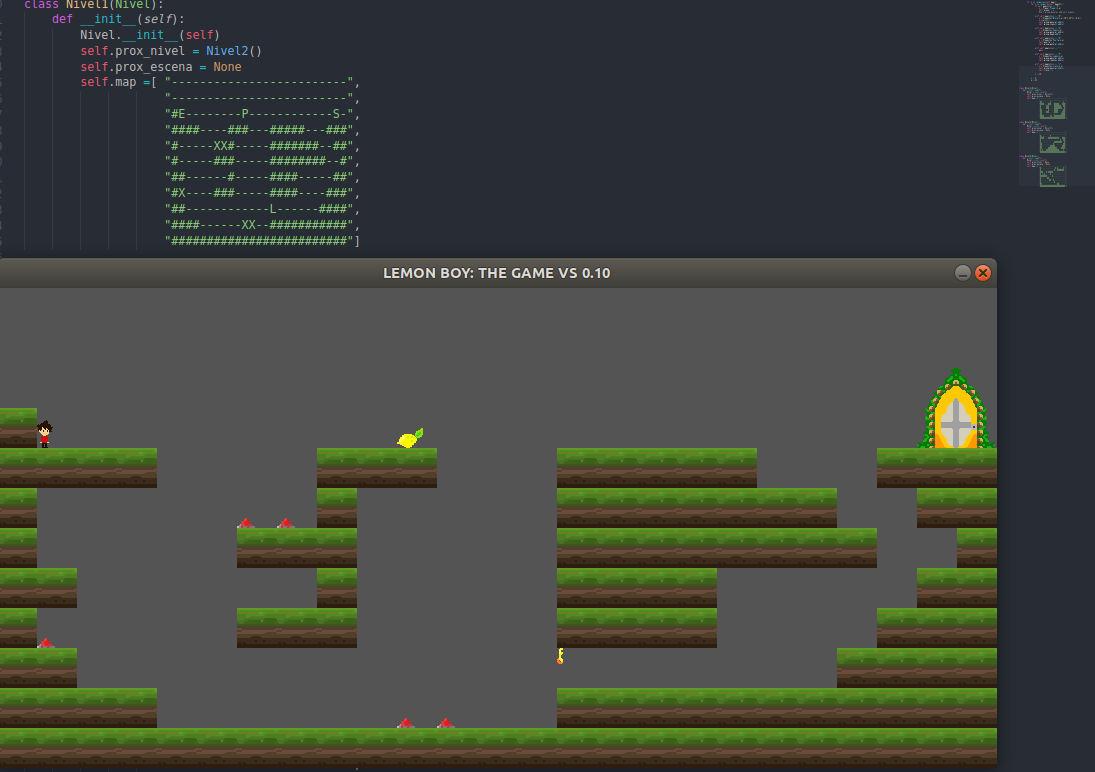 class Nivel1(Nivel):
def __init__(self):
Nivel.__init__(self)
self.prox_nivel = Nivel2()
self.prox_escena = None
self.map =[ "-------------------------",
"-------------------------",
"#E--------P------------S-",
"####----###---#####---###",
"#-----XX#-----#######--##",
"#-----###-----########--#",
"##------#-----####-----##",
"#X----###-----####----###",
"##------------L------####",
"####------XX--###########",
"#########################"]
LEMON BOY: THE GAME VS 0.10